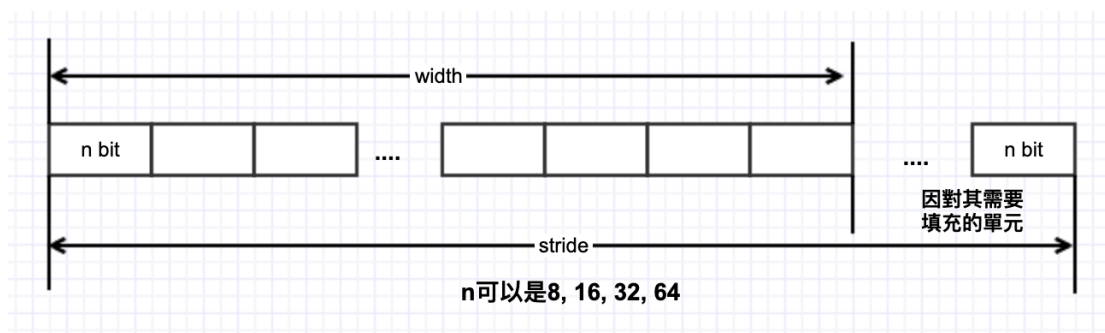 width
n bit
....
....
n bit
因對其需要
填充的單元
stride
n可以是8, 16, 32, 64